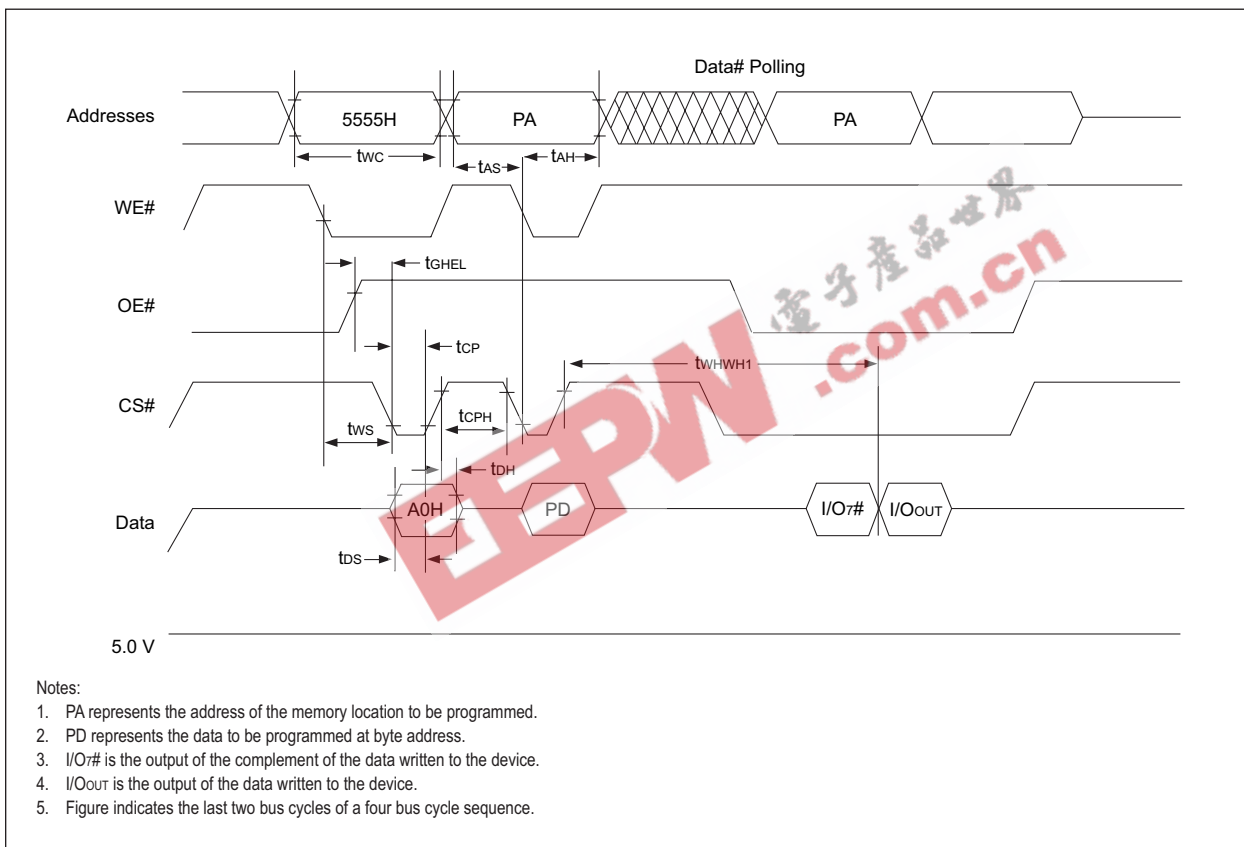 Data# Polling
Addresses
5555H
PA
PA
tWC
tAS
tAH
WE#
tGHEL
OE#
tCP
tWHWH1
CS#
tCPH
tWS
tDH
Data
A0H
PD
I/O7#
I/OOUT
tDS
5.0 V
電子產品世界
EEPW
.com.cn
Notes:
1. PA represents the address of the memory location to be programmed.
2. PD represents the data to be programmed at byte address.
3. I/O7# is the output of the complement of the data written to the device.
4. I/OOUT is the output of the data written to the device.
5. Figure indicates the last two bus cycles of a four bus cycle sequence.